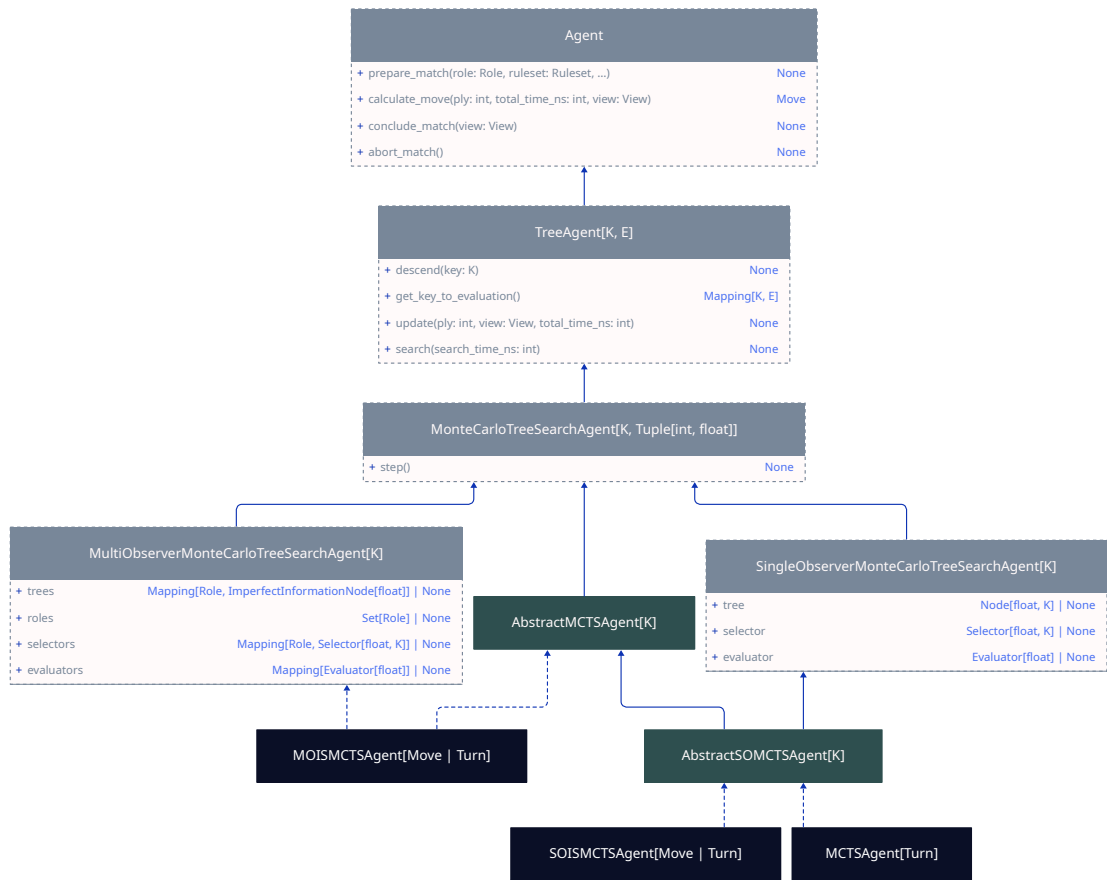 Agent
+ prepare_match(role: Role, ruleset: Ruleset, ...) None
+ calculate_move(ply: int, total_time_ns: int, view: View) Move
+ conclude_match(view: View) None
+ abort_match() None
TreeAgent[K, E]
+ descend(key: K) None
+ get_key_to_evaluation() Mapping[K, E]
+ update(ply: int, view: View, total_time_ns: int) None
+ search(search_time_ns: int) None
MonteCarloTreeSearchAgent[K, Tuple[int, float]]
+ step() None
MultiObserverMonteCarloTreeSearchAgent[K]
+ trees Mapping[Role, ImperfectInformationNode[float]] | None
+ roles Set[Role] | None
+ selectors Mapping[Role, Selector[float, K]] | None
+ evaluators Mapping[Evaluator[float]] | None
AbstractMCTSAgent[K]
SingleObserverMonteCarloTreeSearchAgent[K]
+ tree Node[float, K] | None
+ selector Selector[float, K] | None
+ evaluator Evaluator[float] | None
MOISMCTSAgent[Move | Turn]
AbstractSOMCTSAgent[K]
SOISMCTSAgent[Move | Turn]
MCTSAgent[Turn]